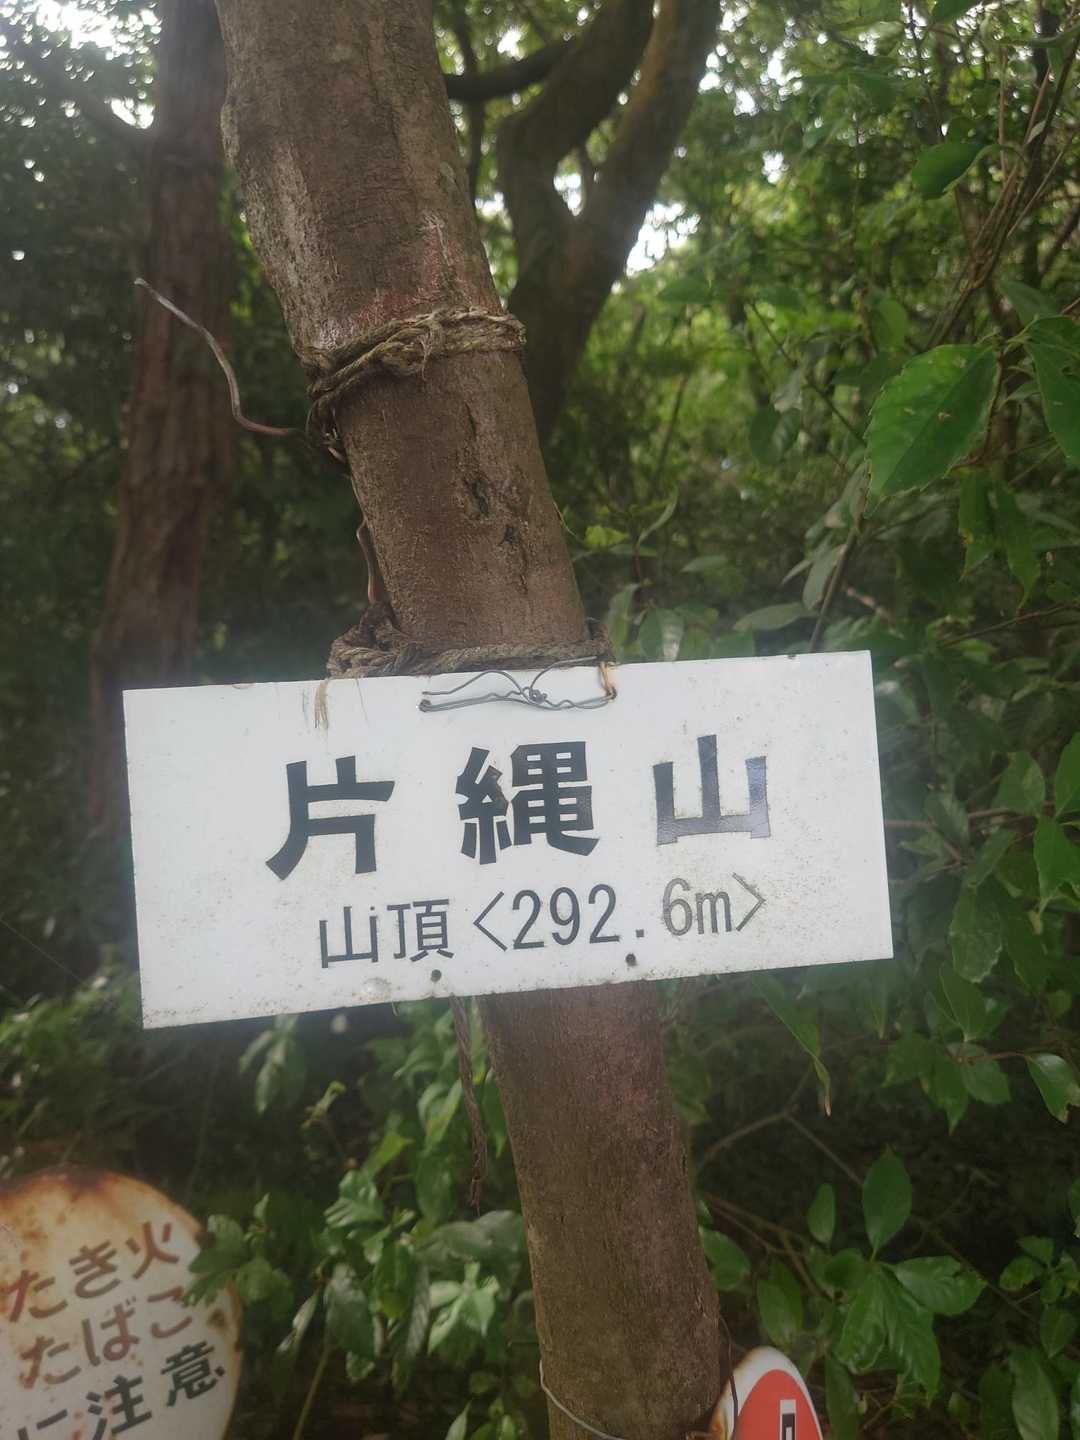 片縄山
山頂<292.6m>
たき火
たばこ
に注意